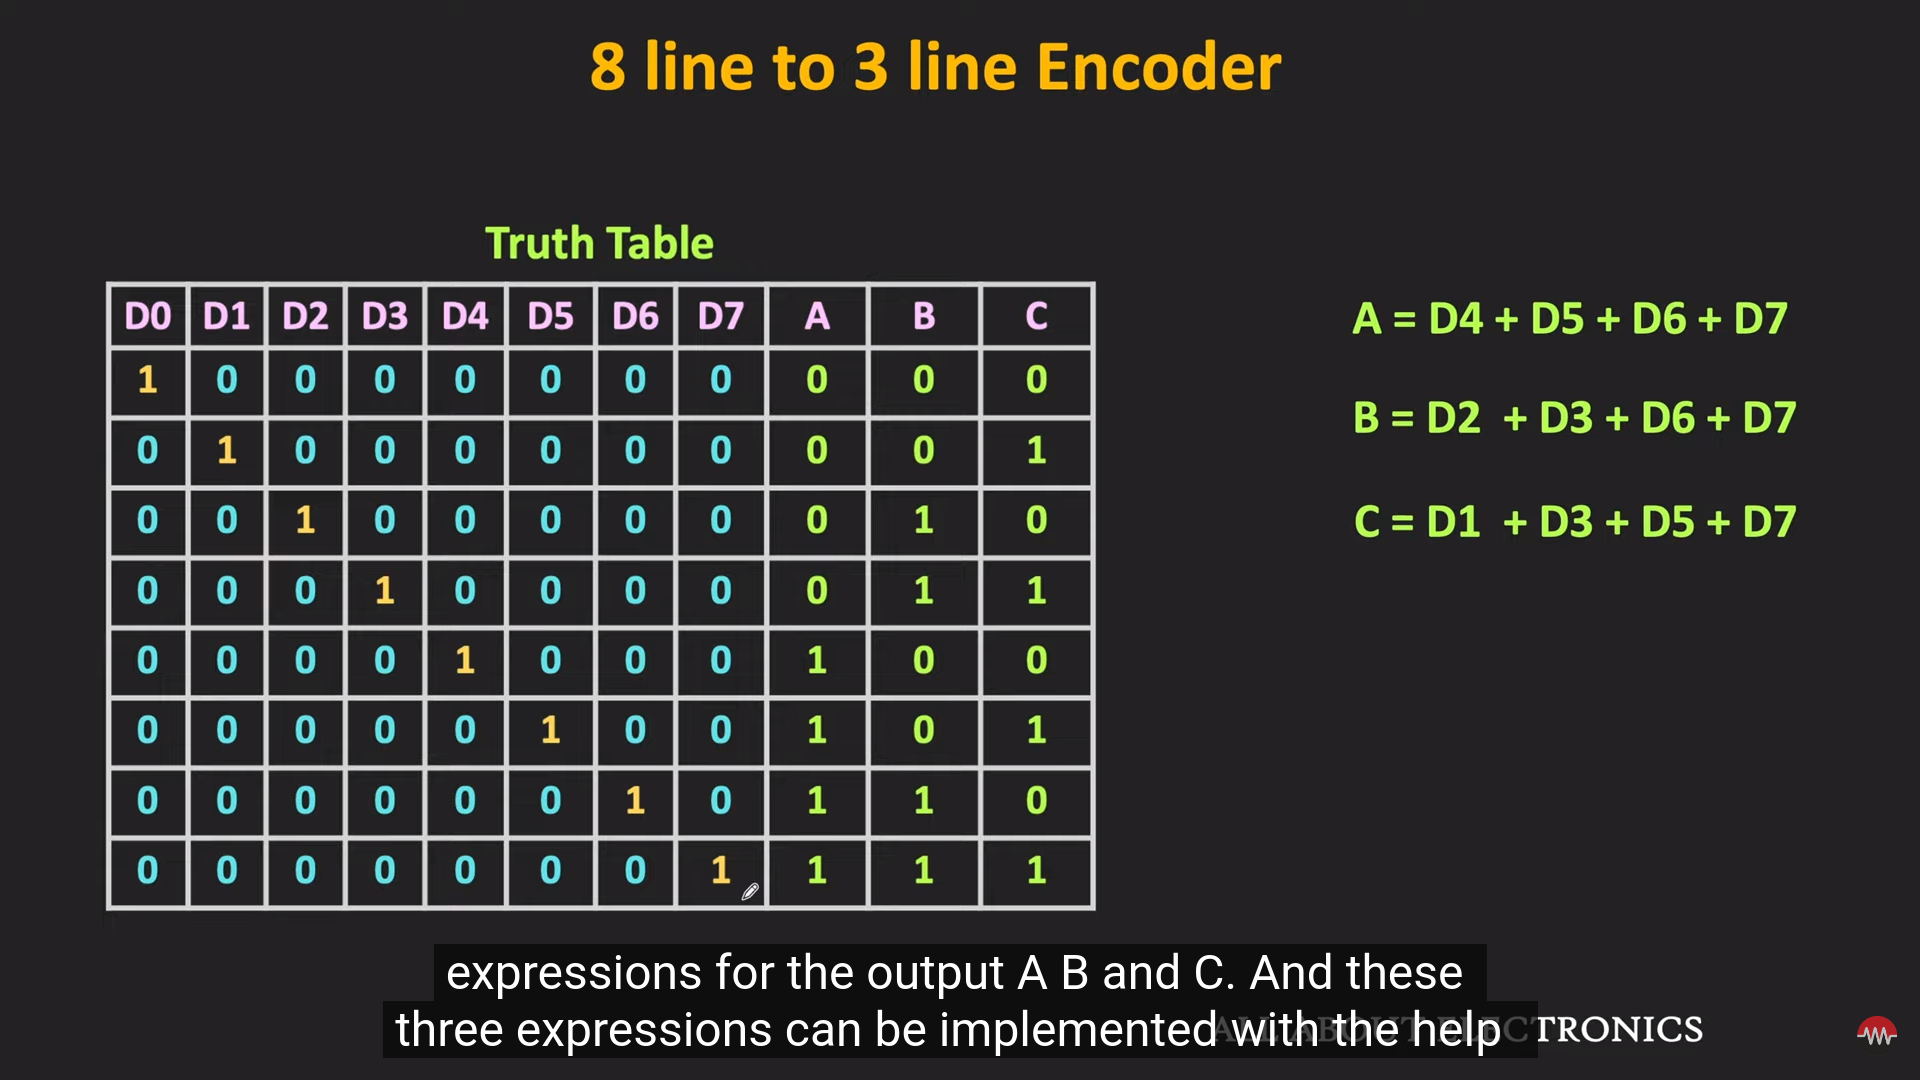 8 line to 3 line Encoder
Truth Table
D0 D1 D2 D3 D4 D5 D6 D7 A B C
1 0 0 0 0 0 0 0 0 0 0
0 1 0 0 0 0 0 0 0 0 1
0 0 1 0 0 0 0 0 0 1 0
0 0 0 1 0 0 0 0 0 1 1
0 0 0 0 1 0 0 0 1 0 0
0 0 0 0 0 1 0 0 1 0 1
0 0 0 0 0 0 1 0 1 1 0
0 0 0 0 0 0 0 1 1 1 1
A = D4 + D5 + D6 + D7
B = D2 + D3 + D6 + D7
C = D1 + D3 + D5 + D7
expressions for the output A B and C. And these
three expressions can be implemented with the help
ALL ABOUT ELECTRONICS